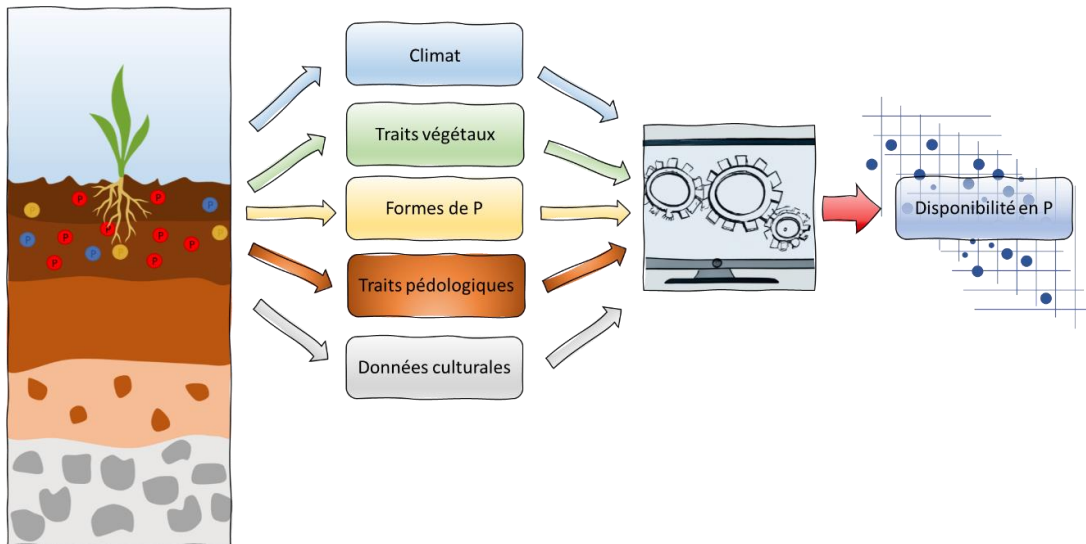 Climat
Traits végétaux
Formes de P
Traits pédologiques
Données culturales
Disponibilité en P
P
P
P
P
P
P
P
P
P
P
P
P
P
P